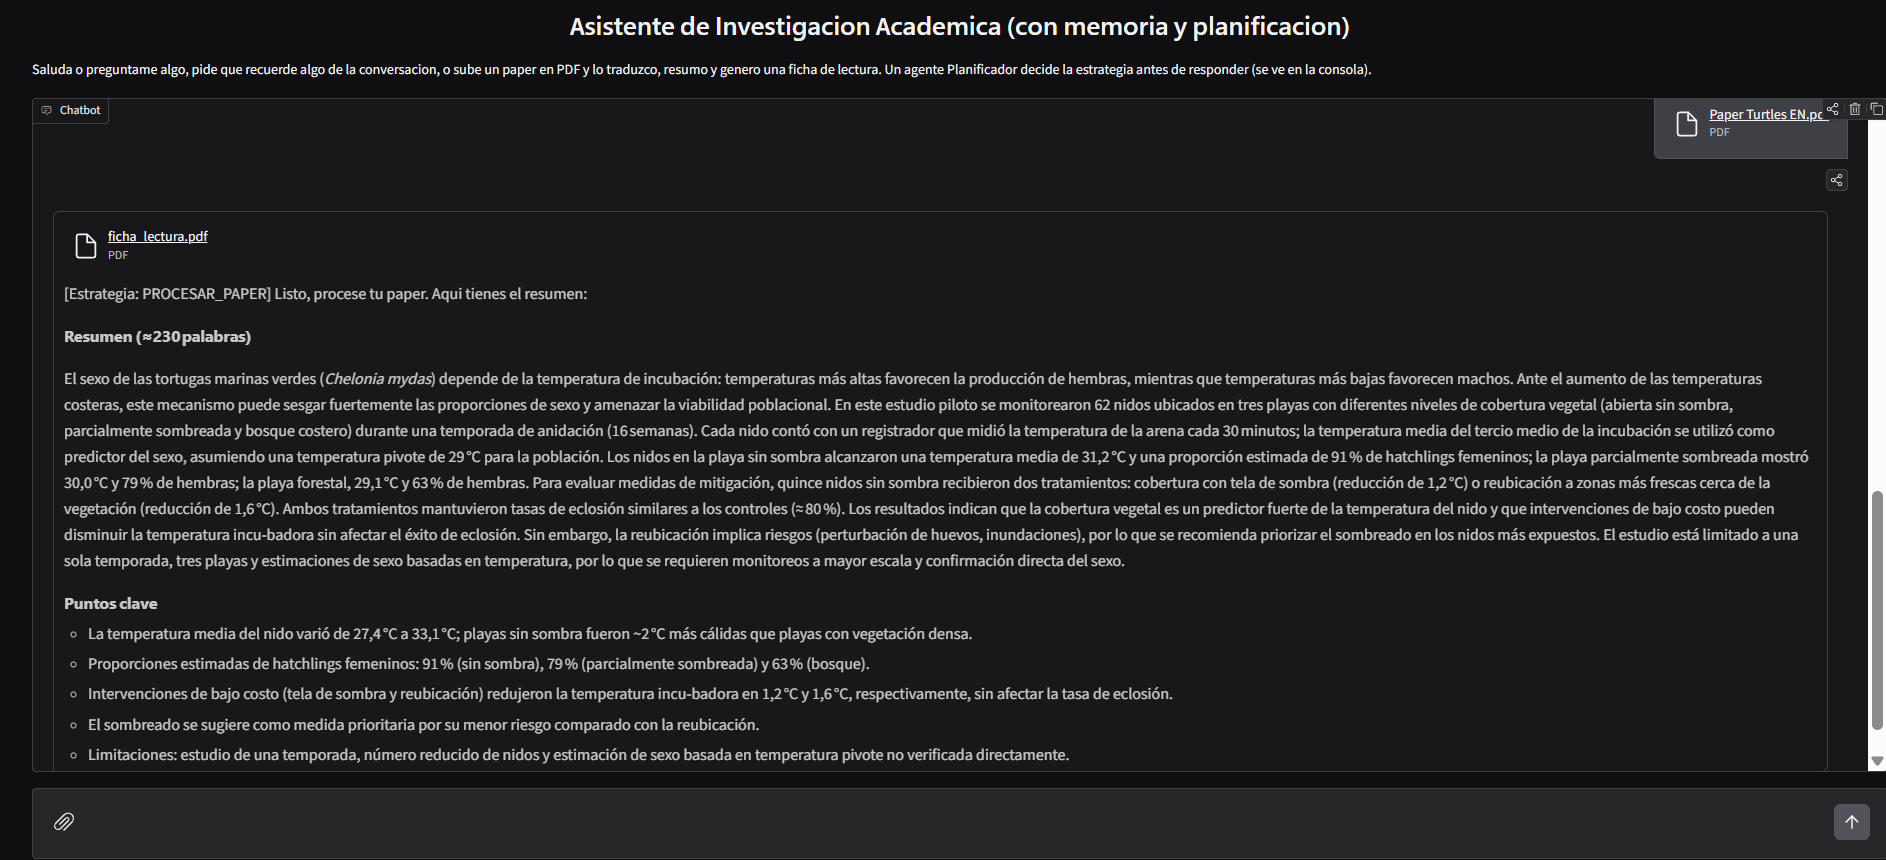 Asistente de Investigacion Academica (con memoria y planificacion)
Saluda o preguntame algo, pide que recuerde algo de la conversacion, o sube un paper en PDF y lo traduzco, resumo y genero una ficha de lectura. Un agente Planificador decide la estrategia antes de responder (se ve en la consola).
Chatbot
Paper Turtles EN.pd
PDF
ficha_lectura.pdf
PDF
[Estrategia: PROCESAR_PAPER] Listo, procese tu paper. Aqui tienes el resumen:
Resumen (≈230 palabras)
El sexo de las tortugas marinas verdes (Chelonia mydas) depende de la temperatura de incubación: temperaturas más altas favorecen la producción de hembras, mientras que temperaturas más bajas favorecen machos. Ante el aumento de las temperaturas
costeras, este mecanismo puede sesgar fuertemente las proporciones de sexo y amenazar la viabilidad poblacional. En este estudio piloto se monitorearon 62 nidos ubicados en tres playas con diferentes niveles de cobertura vegetal (abierta sin sombra,
parcialmente sombreada y bosque costero) durante una temporada de anidación (16 semanas). Cada nido contó con un registrador que midió la temperatura de la arena cada 30 minutos; la temperatura media del tercio medio de la incubación se utilizó como
predictor del sexo, asumiendo una temperatura pivote de 29 °C para la población. Los nidos en la playa sin sombra alcanzaron una temperatura media de 31,2 °C y una proporción estimada de 91 % de hatchlings femeninos; la playa parcialmente sombreada mostró
30,0 °C y 79 % de hembras; la playa forestal, 29,1 °C y 63 % de hembras. Para evaluar medidas de mitigación, quince nidos sin sombra recibieron dos tratamientos: cobertura con tela de sombra (reducción de 1,2 °C) o reubicación a zonas más frescas cerca de la
vegetación (reducción de 1,6 °C). Ambos tratamientos mantuvieron tasas de eclosión similares a los controles (≈ 80 %). Los resultados indican que la cobertura vegetal es un predictor fuerte de la temperatura del nido y que intervenciones de bajo costo pueden
disminuir la temperatura incu-badora sin afectar el éxito de eclosión. Sin embargo, la reubicación implica riesgos (perturbación de huevos, inundaciones), por lo que se recomienda priorizar el sombreado en los nidos más expuestos. El estudio está limitado a una
sola temporada, tres playas y estimaciones de sexo basadas en temperatura, por lo que se requieren monitoreos a mayor escala y confirmación directa del sexo.
Puntos clave
La temperatura media del nido varió de 27,4 °C a 33,1 °C; playas sin sombra fueron ~2 °C más cálidas que playas con vegetación densa.
Proporciones estimadas de hatchlings femeninos: 91 % (sin sombra), 79 % (parcialmente sombreada) y 63 % (bosque).
Intervenciones de bajo costo (tela de sombra y reubicación) redujeron la temperatura incu-badora en 1,2 °C y 1,6 °C, respectivamente, sin afectar la tasa de eclosión.
El sombreado se sugiere como medida prioritaria por su menor riesgo comparado con la reubicación.
Limitaciones: estudio de una temporada, número reducido de nidos y estimación de sexo basada en temperatura pivote no verificada directamente.